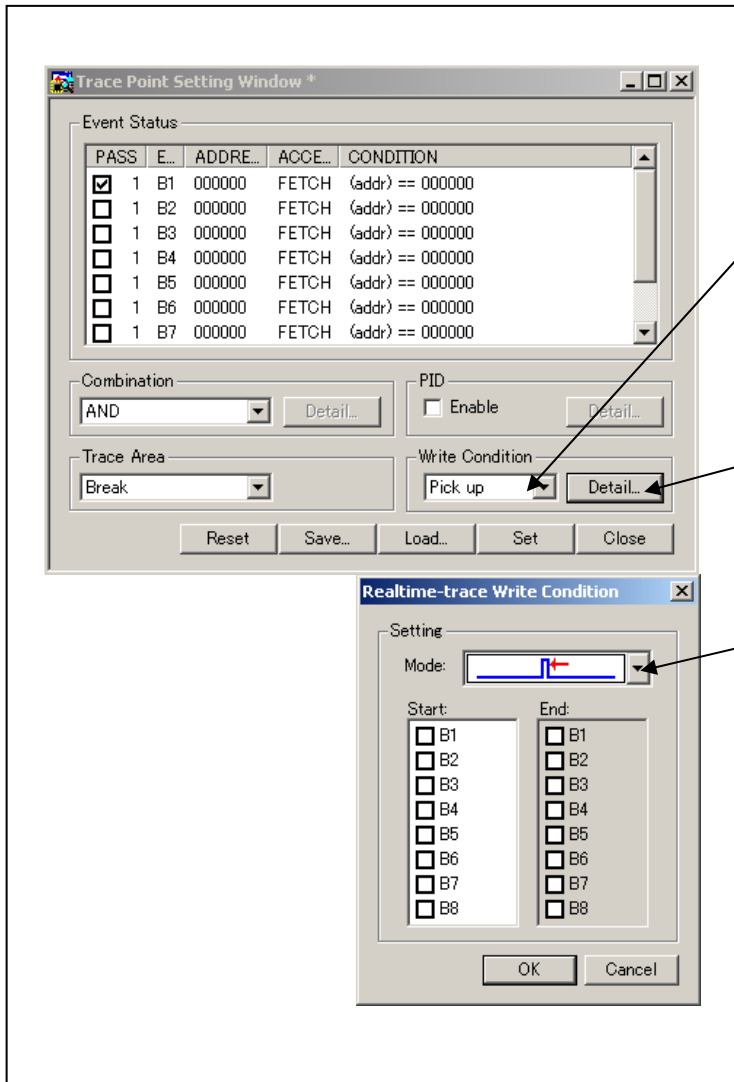 Trace Point Setting Window *
Event Status
PASS E... ADDRE... ACCE... CONDITION
1 B1 000000 FETCH (addr) == 000000
1 B2 000000 FETCH (addr) == 000000
1 B3 000000 FETCH (addr) == 000000
1 B4 000000 FETCH (addr) == 000000
1 B5 000000 FETCH (addr) == 000000
1 B6 000000 FETCH (addr) == 000000
1 B7 000000 FETCH (addr) == 000000
Combination
AND Detail...
PID
Enable Detail...
Trace Area
Break
Write Condition
Pick up Detail...
Reset Save... Load... Set Close
Realtime-trace Write Condition
Setting
Mode:
Start: End:
B1 B1
B2 B2
B3 B3
B4 B4
B5 B5
B6 B6
B7 B7
B8 B8
OK Cancel